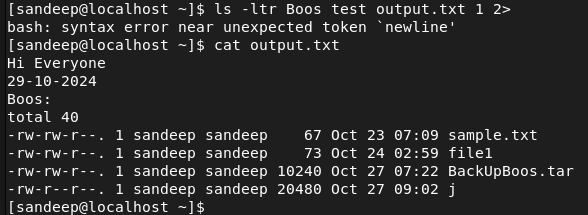 [sandeep@localhost ~]$ ls -ltr Boos test output.txt 1 2>
bash: syntax error near unexpected token `newline'
[sandeep@localhost ~]$ cat output.txt
Hi Everyone
29-10-2024
Boos:
total 40
-rw-rw-r--. 1 sandeep sandeep    67 Oct 23 07:09 sample.txt
-rw-rw-r--. 1 sandeep sandeep    73 Oct 24 02:59 file1
-rw-rw-r--. 1 sandeep sandeep 10240 Oct 27 07:22 BackUpBoos.tar
-rw-r--r--. 1 sandeep sandeep 20480 Oct 27 09:02 j
[sandeep@localhost ~]$